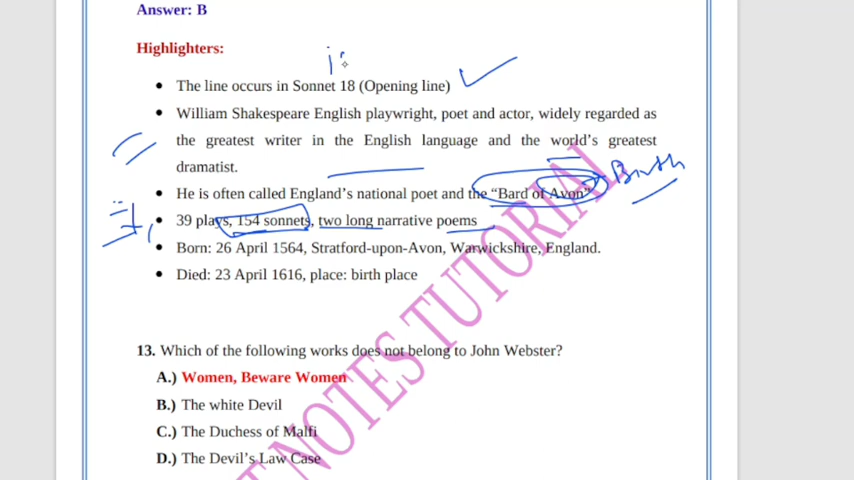 Answer: B
Highlighters:
• The line occurs in Sonnet 18 (Opening line)
• William Shakespeare English playwright, poet and actor, widely regarded as
the greatest writer in the English language and the world's greatest
dramatist.
• He is often called England's national poet and the "Bard of Avon"
Birth
• 39 plays, 154 sonnets, two long narrative poems
• Born: 26 April 1564, Stratford-upon-Avon, Warwickshire, England.
• Died: 23 April 1616, place: birth place
13. Which of the following works does not belong to John Webster?
A.) Women, Beware Women
B.) The white Devil
C.) The Duchess of Malfi
D.) The Devil's Law Case
NOTES TUTORIAL